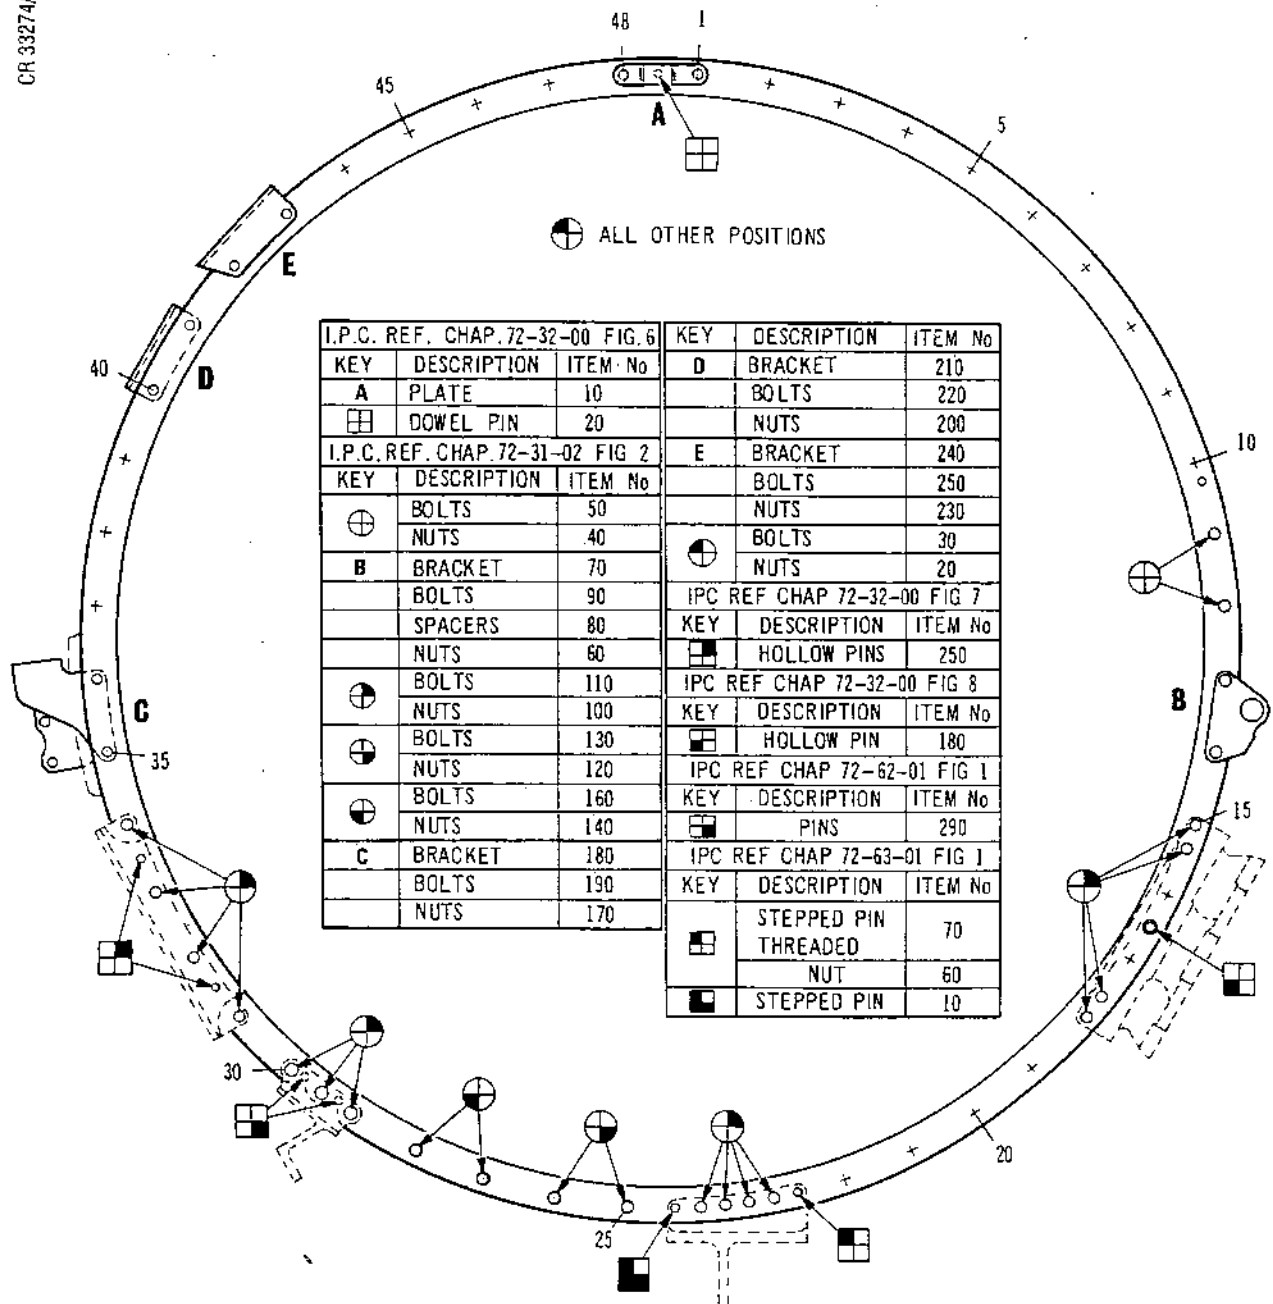 CR 33274/
48
1
45
A
5
ALL OTHER POSITIONS
E
I.P.C. REF. CHAP. 72-32-00 FIG. 6
KEY DESCRIPTION ITEM No
A PLATE 10
DOWEL PIN 20
I.P.C. REF. CHAP. 72-31-02 FIG 2
KEY DESCRIPTION ITEM No
BOLTS 50
NUTS 40
B BRACKET 70
BOLTS 90
SPACERS 80
NUTS 60
BOLTS 110
NUTS 100
BOLTS 130
NUTS 120
BOLTS 160
NUTS 140
C BRACKET 180
BOLTS 190
NUTS 170
KEY DESCRIPTION ITEM No
D BRACKET 210
BOLTS 220
NUTS 200
E BRACKET 240
BOLTS 250
NUTS 230
BOLTS 30
NUTS 20
IPC REF CHAP 72-32-00 FIG 7
KEY DESCRIPTION ITEM No
HOLLOW PINS 250
IPC REF CHAP 72-32-00 FIG 8
KEY DESCRIPTION ITEM No
HOLLOW PIN 180
IPC REF CHAP 72-62-01 FIG 1
KEY DESCRIPTION ITEM No
PINS 290
IPC REF CHAP 72-63-01 FIG 1
KEY DESCRIPTION ITEM No
STEPPED PIN
THREADED 70
NUT 60
STEPPED PIN 10
40
D
10
C
B
35
15
30
20
25